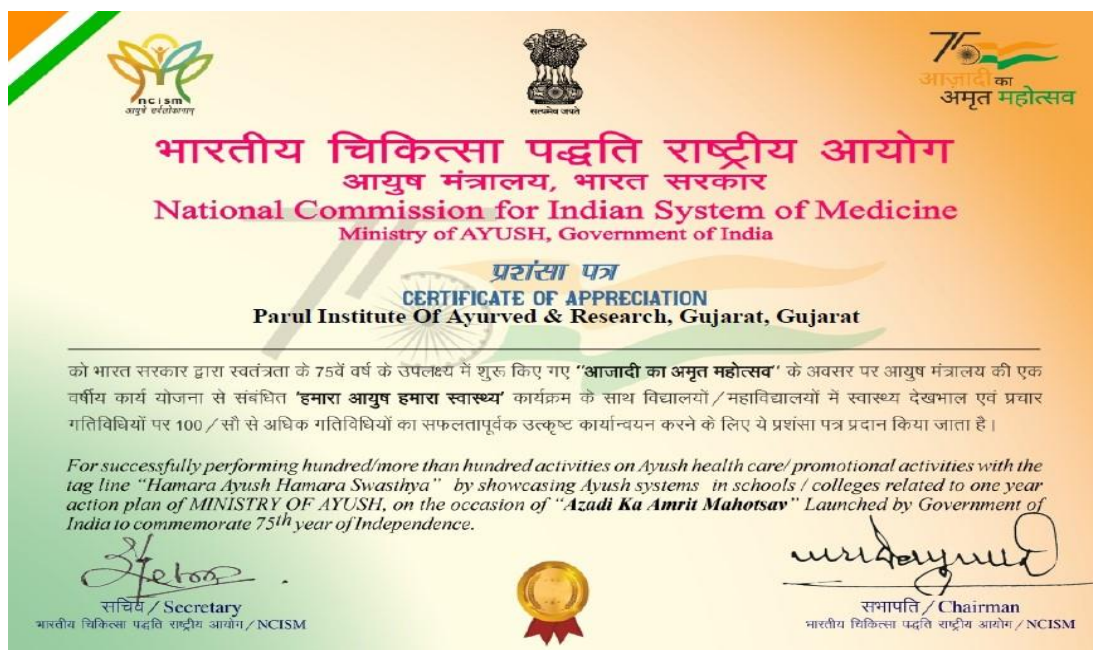 ncism
आयुषे सर्वलोकानाम्
सत्यमेव जयते
75
आज़ादी का
अमृत महोत्सव
भारतीय चिकित्सा पद्धति राष्ट्रीय आयोग
आयुष मंत्रालय, भारत सरकार
National Commission for Indian System of Medicine
Ministry of AYUSH, Government of India
प्रशंसा पत्र
CERTIFICATE OF APPRECIATION
Parul Institute Of Ayurved & Research, Gujarat, Gujarat
को भारत सरकार द्वारा स्वतंत्रता के 75वें वर्ष के उपलक्ष्य में शुरू किए गए "आजादी का अमृत महोत्सव" के अवसर पर आयुष मंत्रालय की एक
वर्षीय कार्य योजना से संबंधित 'हमारा आयुष हमारा स्वास्थ्य' कार्यक्रम के साथ विद्यालयों/महाविद्यालयों में स्वास्थ्य देखभाल एवं प्रचार
गतिविधियों पर 100/सौ से अधिक गतिविधियों का सफलतापूर्वक उत्कृष्ट कार्यान्वयन करने के लिए ये प्रशंसा पत्र प्रदान किया जाता है।
For successfully performing hundred/more than hundred activities on Ayush health care/ promotional activities with the
tag line "Hamara Ayush Hamara Swasthya" by showcasing Ayush systems in schools / colleges related to one year
action plan of MINISTRY OF AYUSH, on the occasion of "Azadi Ka Amrit Mahotsav" Launched by Government of
India to commemorate 75th year of Independence.
सचिव / Secretary
भारतीय चिकित्सा पद्धति राष्ट्रीय आयोग / NCISM
सभापति / Chairman
भारतीय चिकित्सा पद्धति राष्ट्रीय आयोग / NCISM